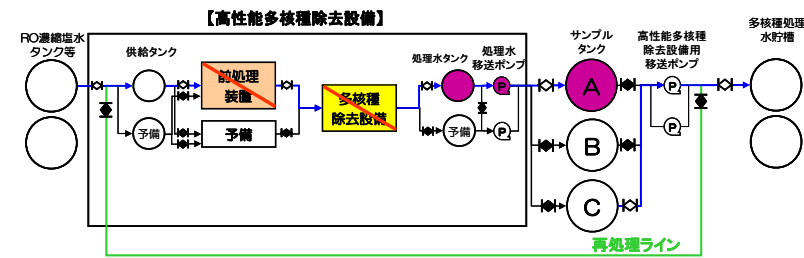 【高性能多核種除去設備】
RO濃縮塩水
タンク等
供給タンク
前処理
装置
予備
予備
多核種
除去設備
処理水タンク
予備
処理水
移送ポンプ
P
P
サンプル
タンク
A
B
C
高性能多核種
除去設備用
移送ポンプ
P
P
多核種処理
水貯槽
再処理ライン